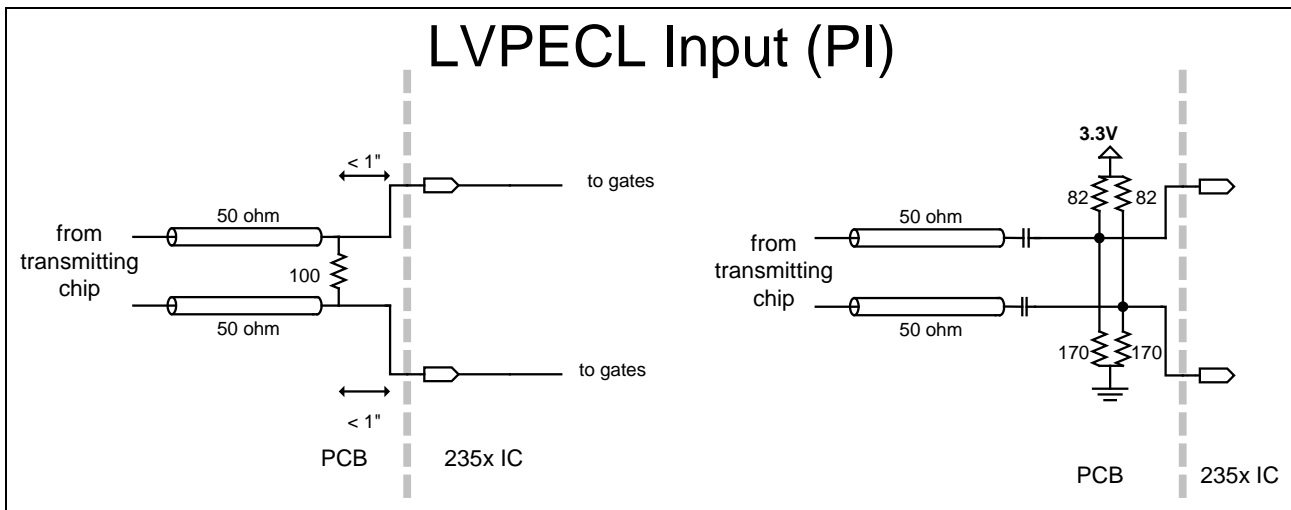 LVPECL Input (PI)
< 1"
to gates
50 ohm
from
transmitting
chip
100
50 ohm
to gates
< 1"
PCB
235x IC
3.3V
82
82
50 ohm
from
transmitting
chip
50 ohm
170
170
PCB
235x IC